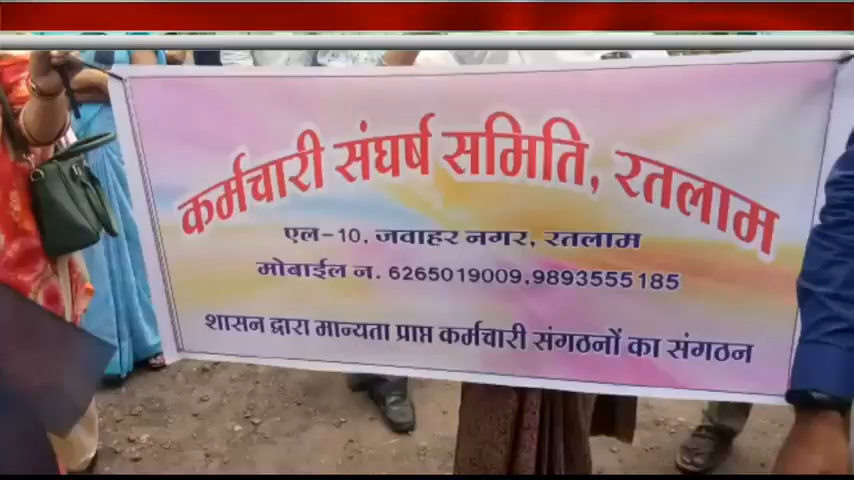 कर्मचारी संघर्ष समिति, रतलाम
एल-10, जवाहर नगर, रतलाम
मोबाईल न. 6265019009,9893555185
शासन द्वारा मान्यता प्राप्त कर्मचारी संगठनों का संगठन